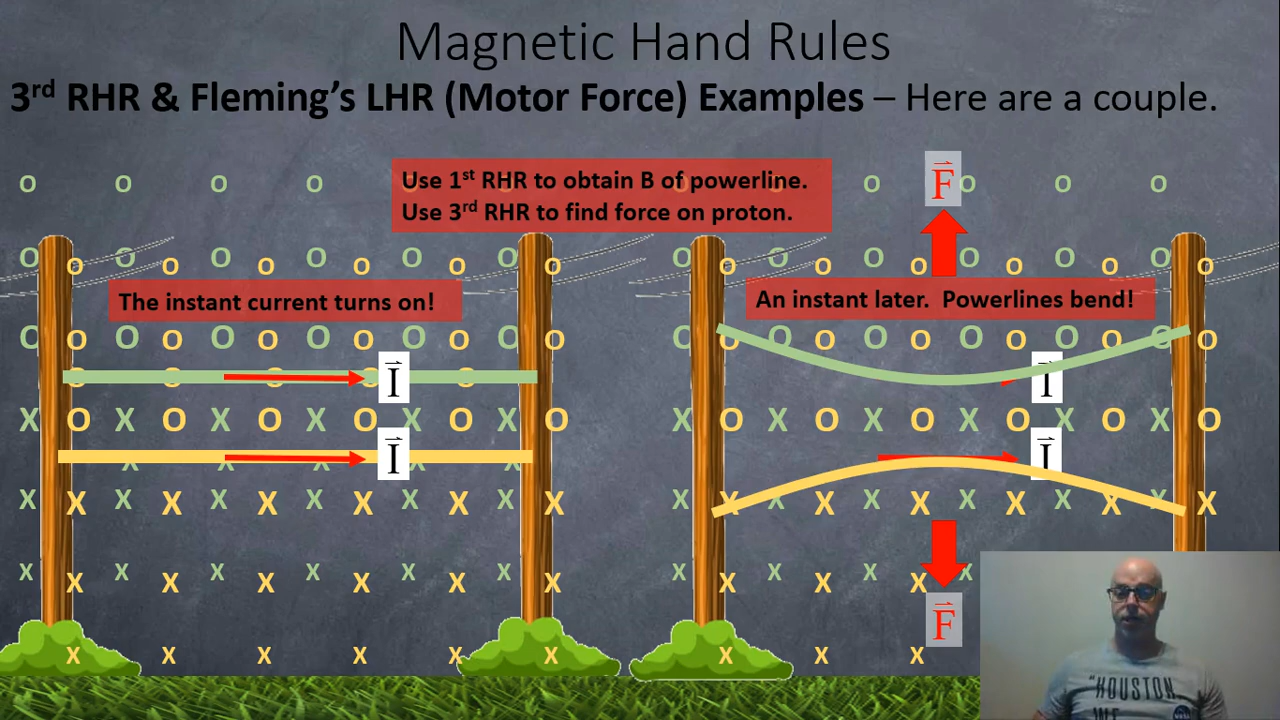 Magnetic Hand Rules
3rd RHR & Fleming's LHR (Motor Force) Examples – Here are a couple.
Use 1st RHR to obtain B of powerline.
Use 3rd RHR to find force on proton.
F
The instant current turns on!
An instant later. Powerlines bend!
I
I
I
I
F
"HOUSTON
WE